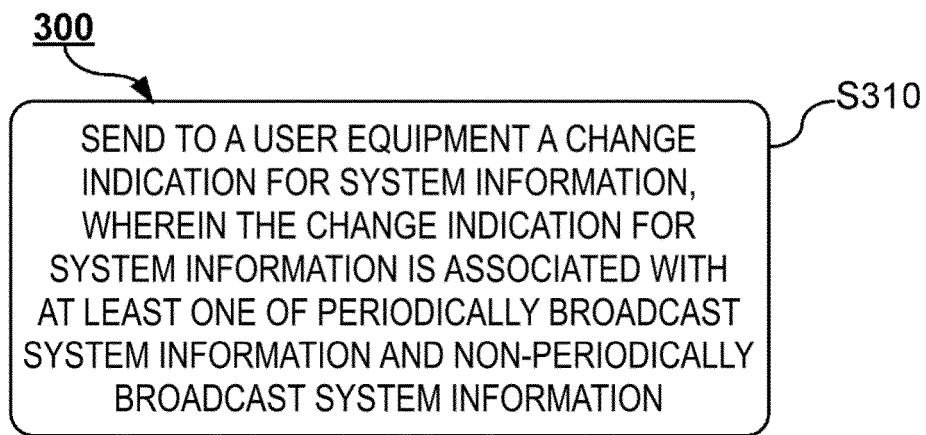 300
S310
SEND TO A USER EQUIPMENT A CHANGE
INDICATION FOR SYSTEM INFORMATION,
WHEREIN THE CHANGE INDICATION FOR
SYSTEM INFORMATION IS ASSOCIATED WITH
AT LEAST ONE OF PERIODICALLY BROADCAST
SYSTEM INFORMATION AND NON-PERIODICALLY
BROADCAST SYSTEM INFORMATION